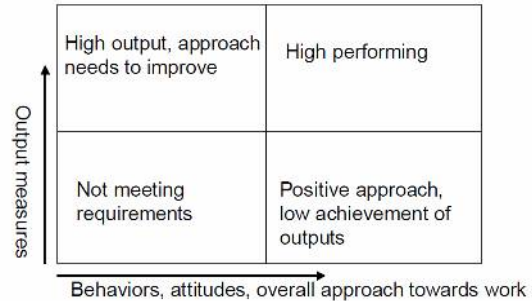 High output, approach
needs to improve
High performing
Output measures
Not meeting
requirements
Positive approach,
low achievement of
outputs
Behaviors, attitudes, overall approach towards work